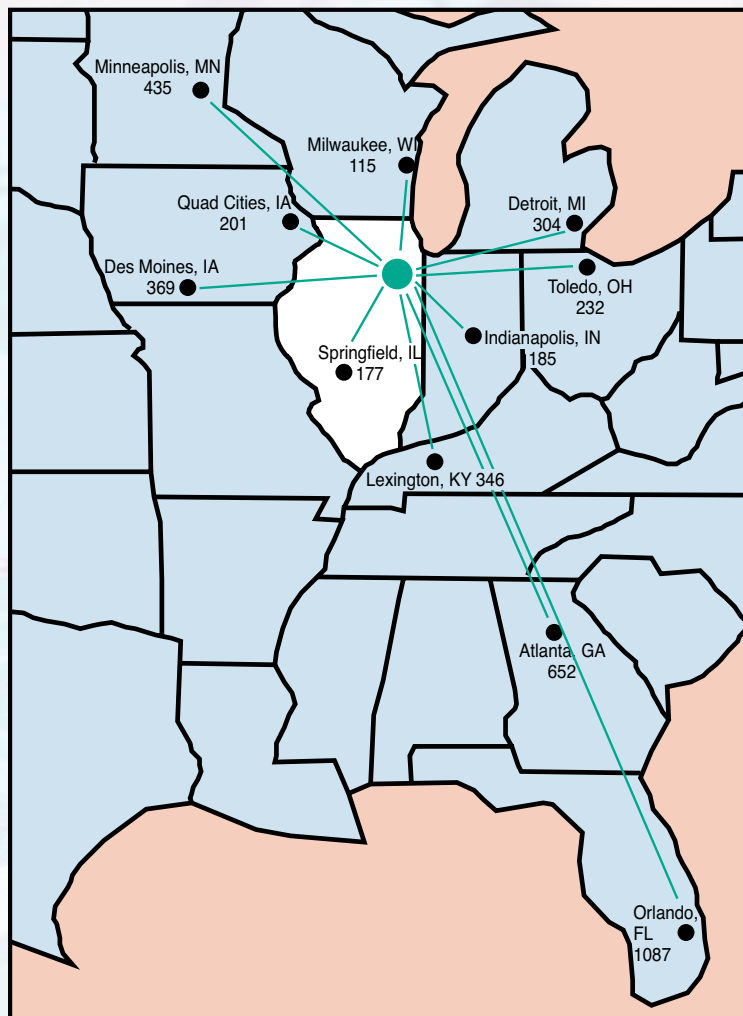 Minneapolis, MN
435
Milwaukee, WI
115
Quad Cities, IA
201
Detroit, MI
304
Des Moines, IA
369
Toledo, OH
232
Indianapolis, IN
185
Springfield, IL
177
Lexington, KY 346
Atlanta, GA
652
Orlando,
FL
1087